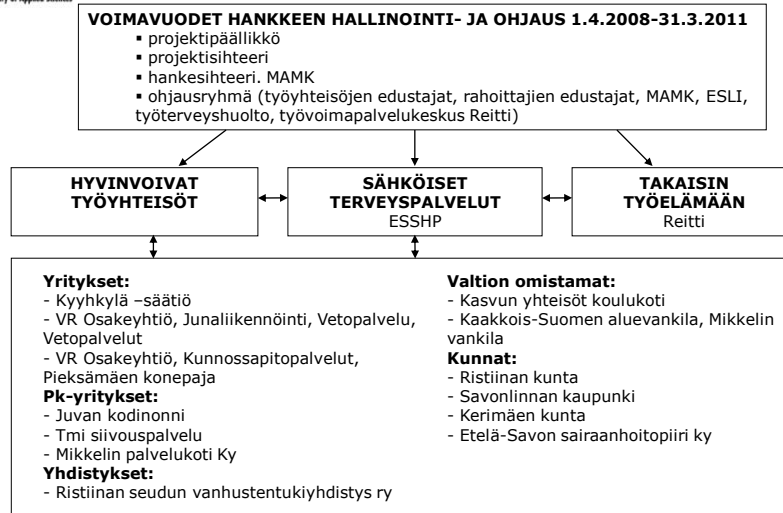 VOIMAVUODET HANKKEEN HALLINOINTI- JA OHJAUS 1.4.2008-31.3.2011
▪ projektipäällikkö
▪ projektisihteeri
▪ hankesihteeri. MAMK
▪ ohjausryhmä (työyhteisöjen edustajat, rahoittajien edustajat, MAMK, ESLI,
työterveyshuolto, työvoimapalvelukeskus Reitti)
HYVINVOIVAT
TYÖYHTEISÖT
SÄHKÖISET
TERVEYSPALVELUT
ESSHP
TAKAISIN
TYÖELÄMÄÄN
Reitti
Yritykset:
- Kyyhkylä –säätiö
- VR Osakeyhtiö, Junaliikennöinti, Vetopalvelu,
Vetopalvelut
- VR Osakeyhtiö, Kunnossapitopalvelut,
Pieksämäen konepaja
Pk-yritykset:
- Juvan kodinonni
- Tmi siivouspalvelu
- Mikkelin palvelukoti Ky
Yhdistykset:
- Ristiinan seudun vanhustentukiyhdistys ry
Valtion omistamat:
- Kasvun yhteisöt koulukoti
- Kaakkois-Suomen aluevankila, Mikkelin
vankila
Kunnat:
- Ristiinan kunta
- Savonlinnan kaupunki
- Kerimäen kunta
- Etelä-Savon sairaanhoitopiiri ky